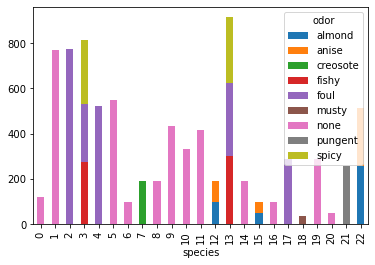 odor
almond
anise
creosote
fishy
foul
musty
none
pungent
spicy
800
600
400
200
0
0 1 2 3 4 5 6 7 8 9 10 11 12 13 14 15 16 17 18 19 20 21 22
species